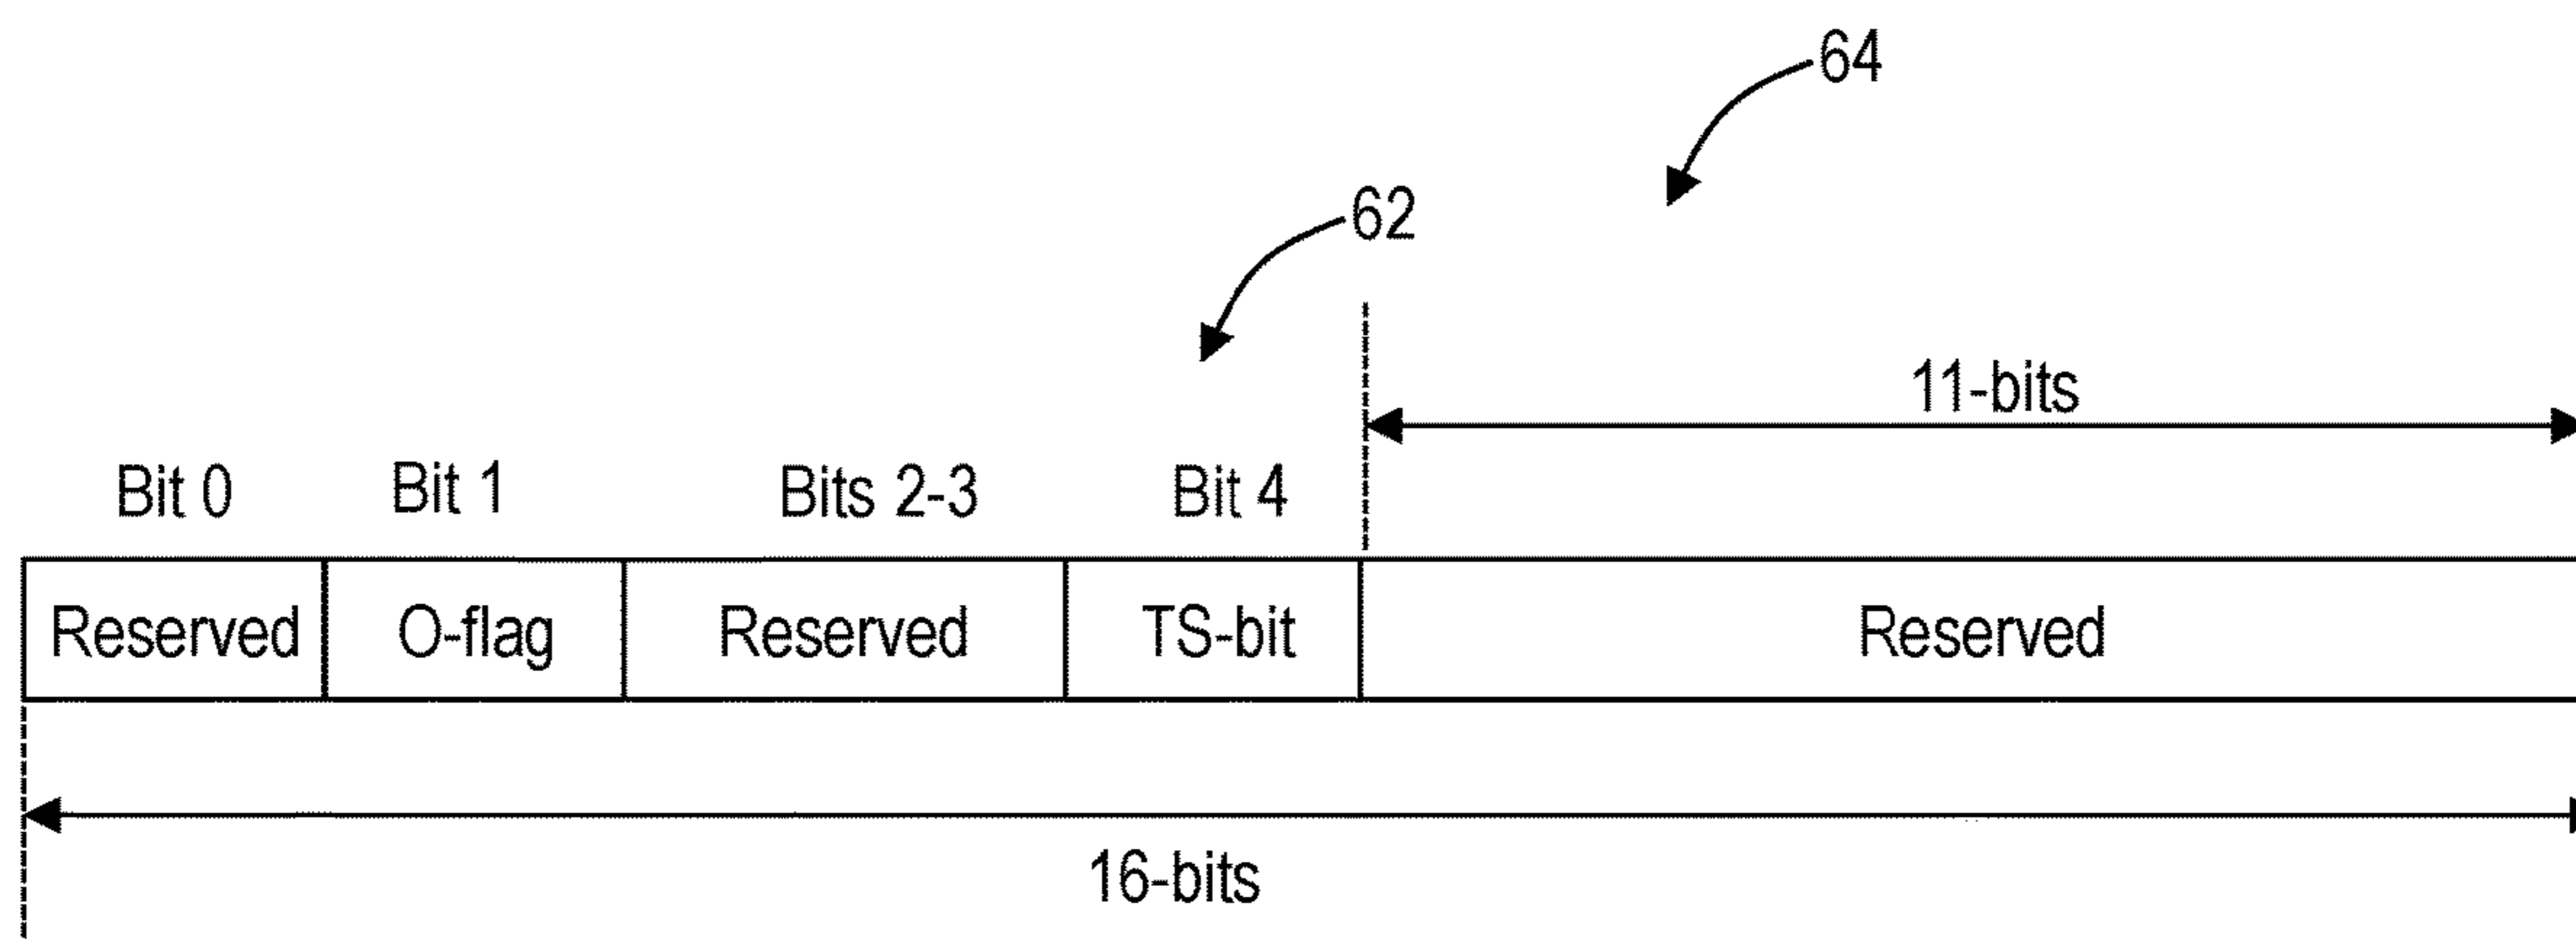 64
62
11-bits
Bit 0 Bit 1 Bits 2-3 Bit 4
Reserved O-flag Reserved TS-bit Reserved
16-bits